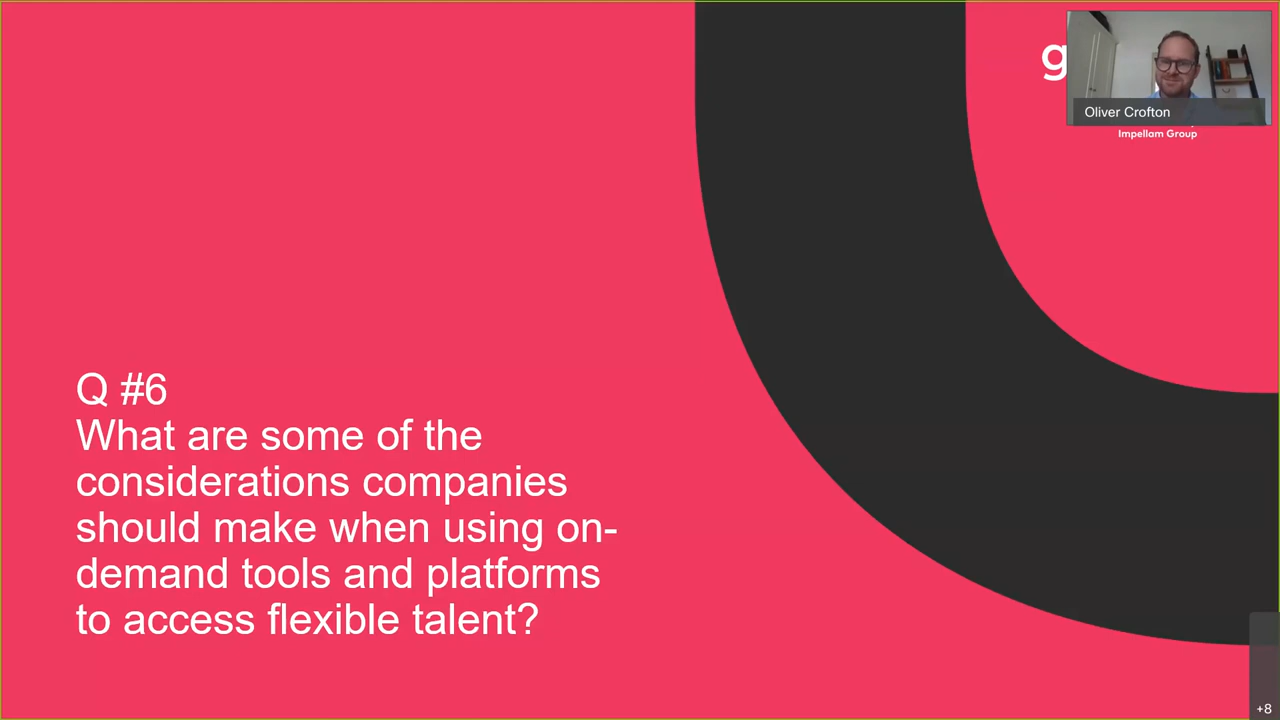 Oliver Crofton
Impellam Group
Q #6
What are some of the
considerations companies
should make when using on-
demand tools and platforms
to access flexible talent?
+8